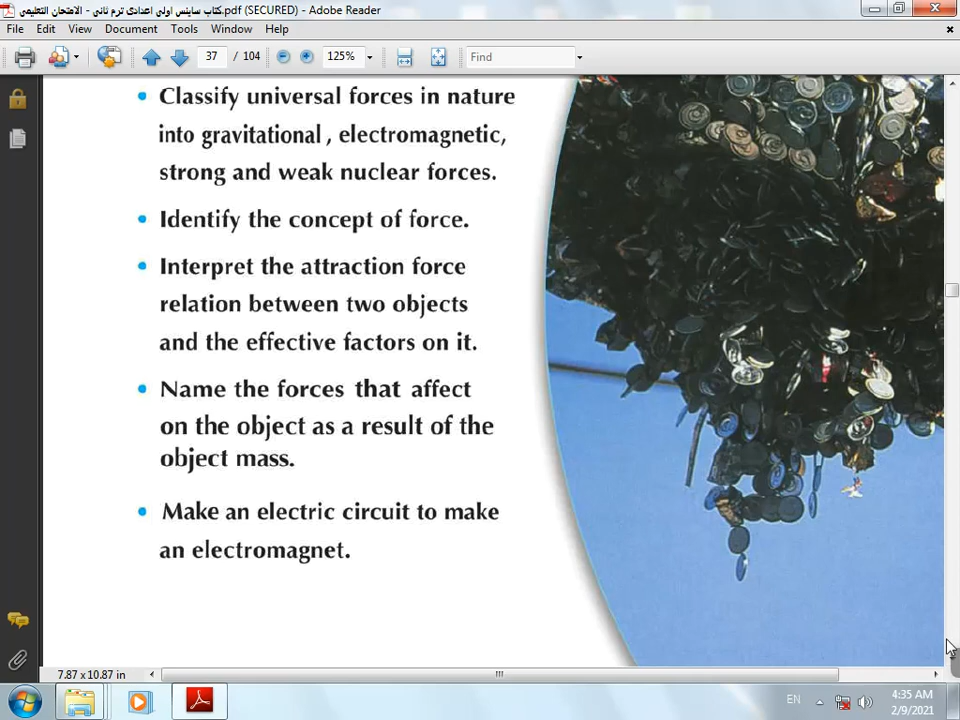 كتاب ساينس اولي اعدادى ترم ثاني - الامتحان التعليمي.pdf (SECURED) - Adobe Reader
File Edit View Document Tools Window Help
37 / 104 125% Find
• Classify universal forces in nature
into gravitational , electromagnetic,
strong and weak nuclear forces.
• Identify the concept of force.
• Interpret the attraction force
relation between two objects
and the effective factors on it.
• Name the forces that affect
on the object as a result of the
object mass.
• Make an electric circuit to make
an electromagnet.
7.87 x 10.87 in
EN 4:35 AM
2/9/2021